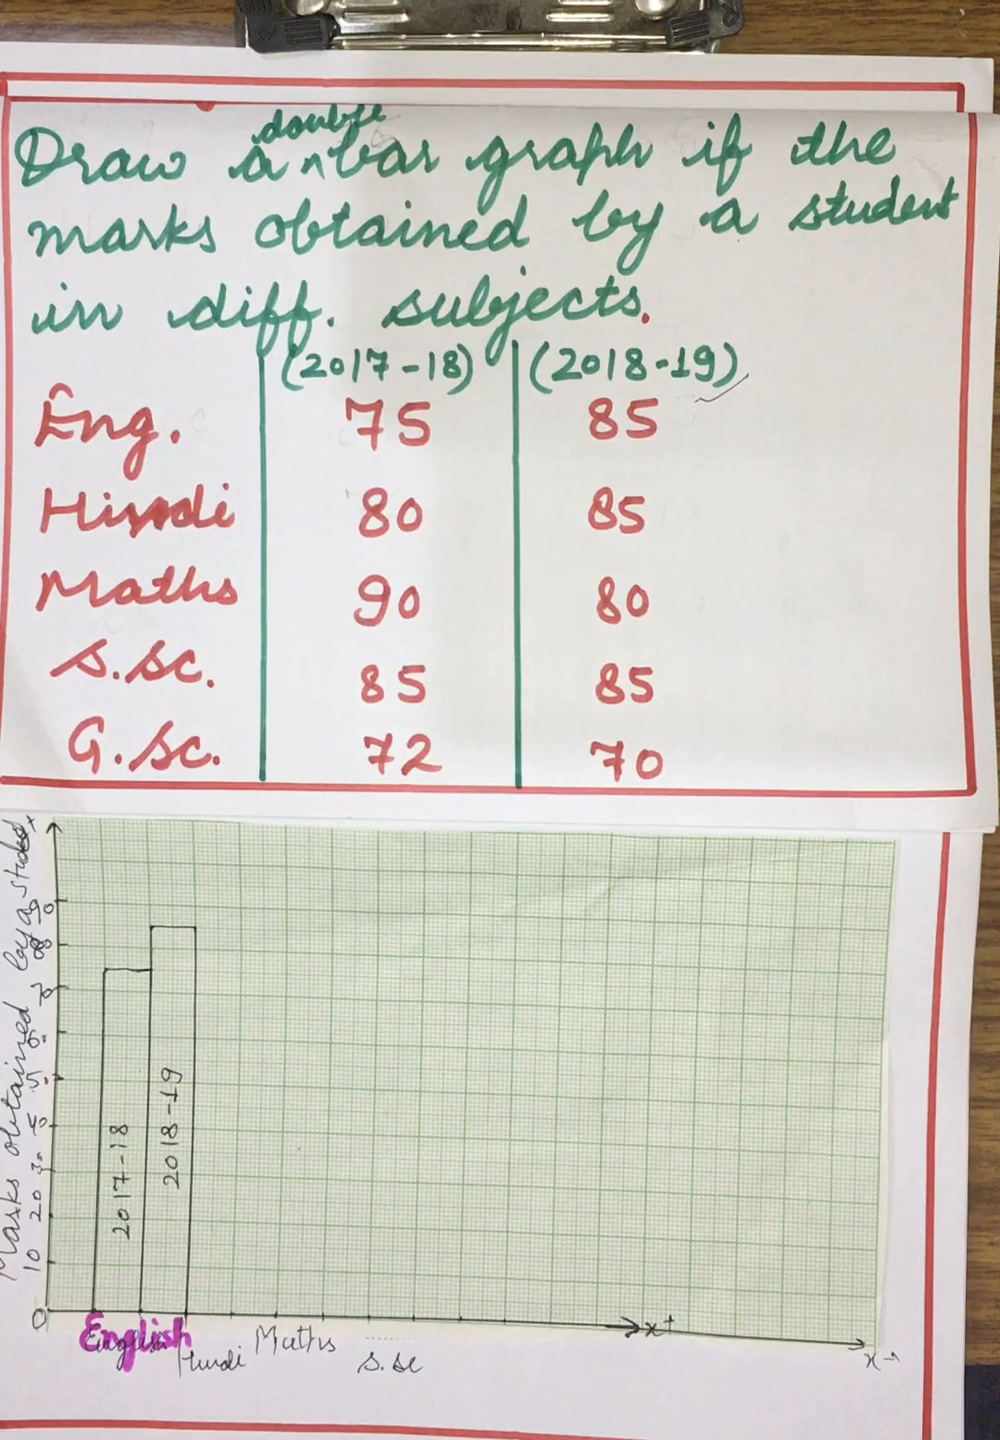 double
Draw a ^ bar graph if the
marks obtained by a student
in diff. subjects.
(2017-18) (2018-19)
Eng. 75 85
Hindi 80 85
Maths 90 80
S.Sc. 85 85
G.Sc. 72 70
Marks obtained by a student
90
80
70
60
50
40
30
20
10
0
2017-18
2018-19
English
English Hindi Maths S.Sc
x
x